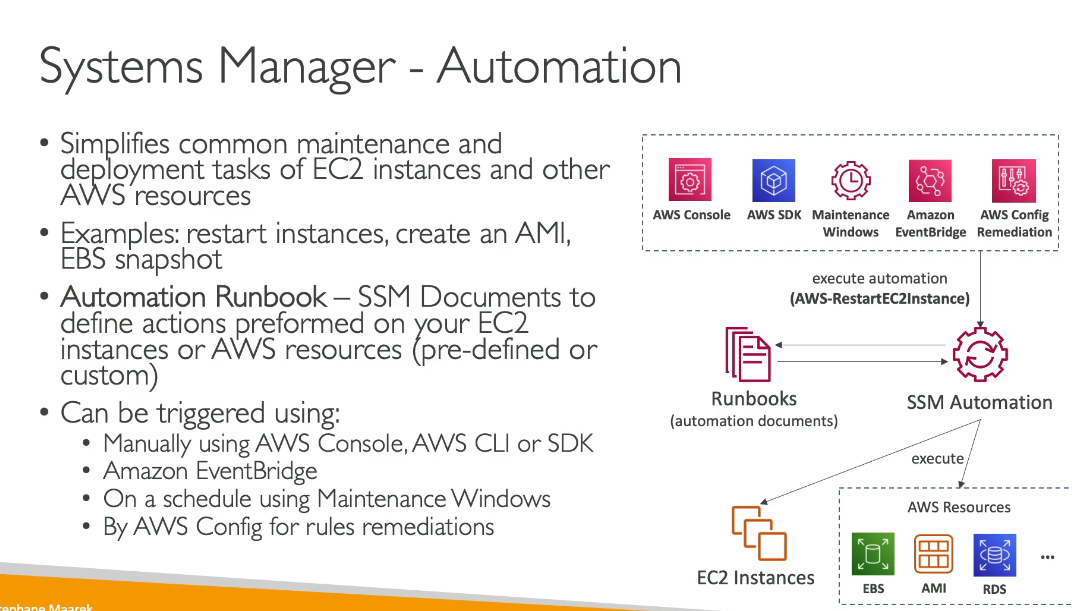 Systems Manager - Automation
• Simplifies common maintenance and
deployment tasks of EC2 instances and other
AWS resources
• Examples: restart instances, create an AMI,
EBS snapshot
• Automation Runbook – SSM Documents to
define actions preformed on your EC2
instances or AWS resources (pre-defined or
custom)
• Can be triggered using:
• Manually using AWS Console, AWS CLI or SDK
• Amazon EventBridge
• On a schedule using Maintenance Windows
• By AWS Config for rules remediations
AWS Console
AWS SDK
Maintenance
Windows
Amazon
EventBridge
AWS Config
Remediation
execute automation
(AWS-RestartEC2Instance)
Runbooks
(automation documents)
SSM Automation
execute
EC2 Instances
AWS Resources
EBS
AMI
RDS
...
tephane Maarek